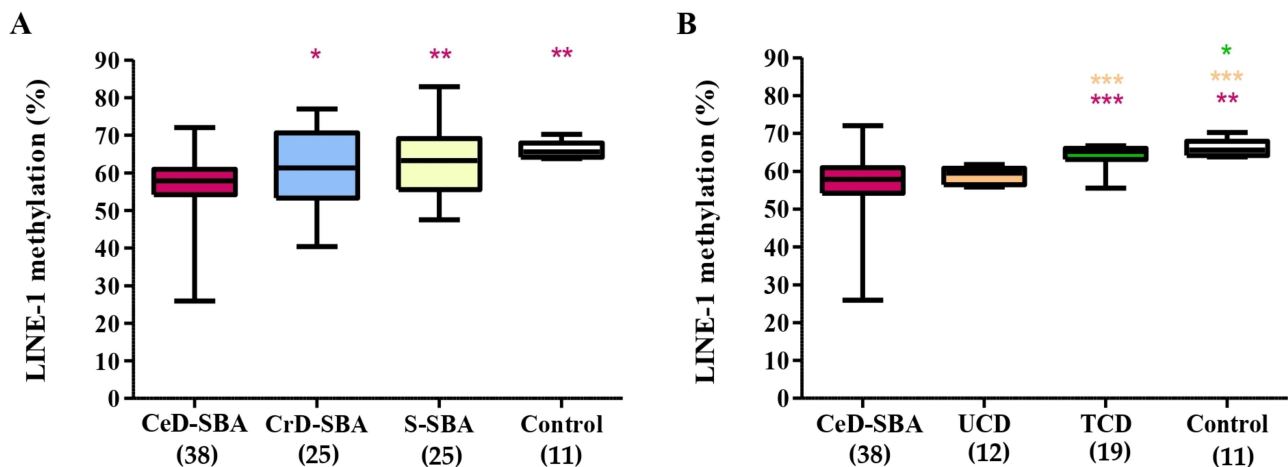 A
LINE-1 methylation (%)
90
80
70
60
50
40
30
20
10
0
* ** **
CeD-SBA CrD-SBA S-SBA Control
(38) (25) (25) (11)
B
LINE-1 methylation (%)
90
80
70
60
50
40
30
20
10
0
*
*** ***
*** **
CeD-SBA UCD TCD Control
(38) (12) (19) (11)